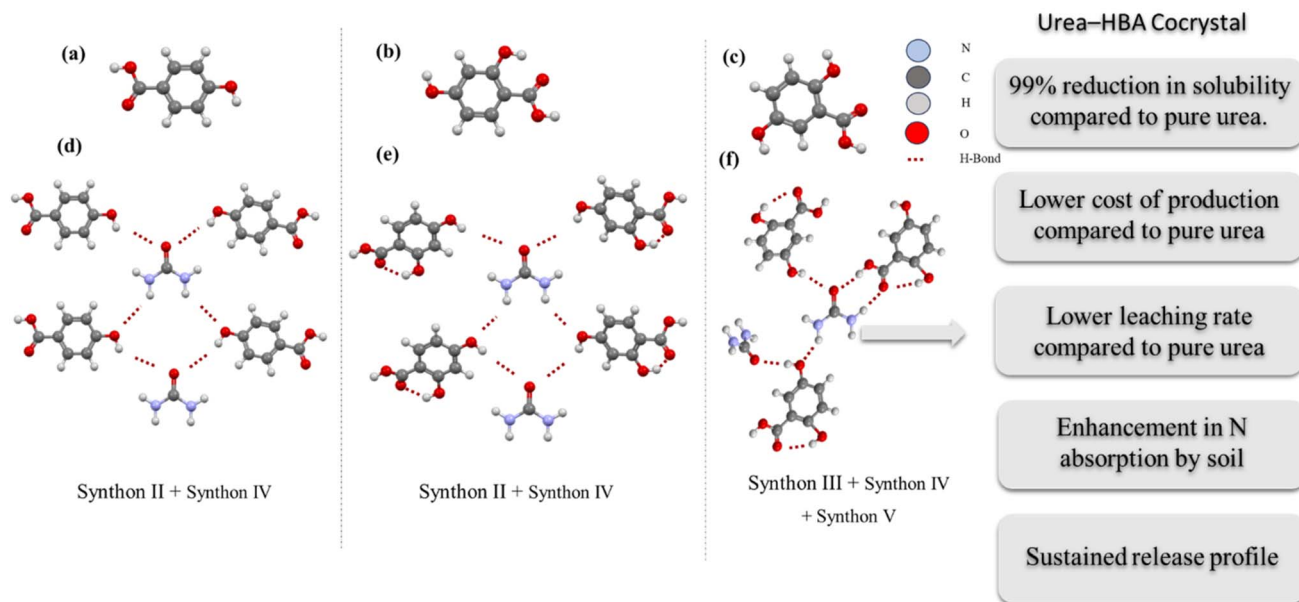 (a)
(b)
(c)
N
C
H
O
H-Bond
(d)
(e)
(f)
Synthon II + Synthon IV
Synthon II + Synthon IV
Synthon III + Synthon IV
+ Synthon V
Urea–HBA Cocrystal
99% reduction in solubility
compared to pure urea.
Lower cost of production
compared to pure urea
Lower leaching rate
compared to pure urea
Enhancement in N
absorption by soil
Sustained release profile